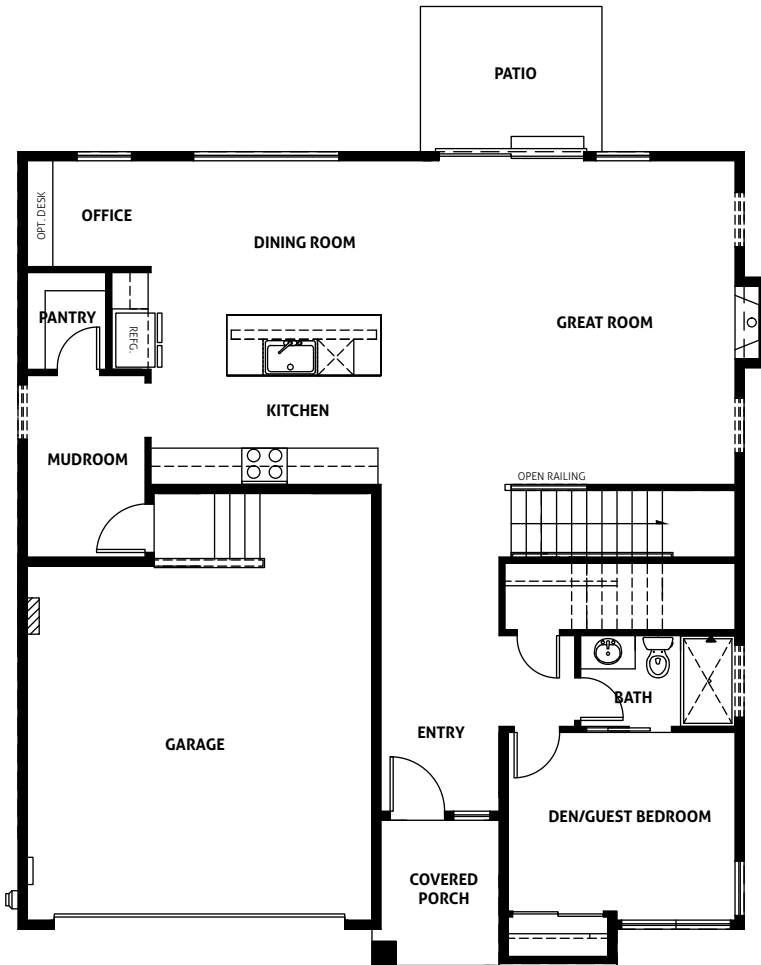 PATIO
OPT. DESK
OFFICE
DINING ROOM
PANTRY
REFG.
GREAT ROOM
KITCHEN
MUDROOM
OPEN RAILING
BATH
ENTRY
GARAGE
DEN/GUEST BEDROOM
COVERED
PORCH